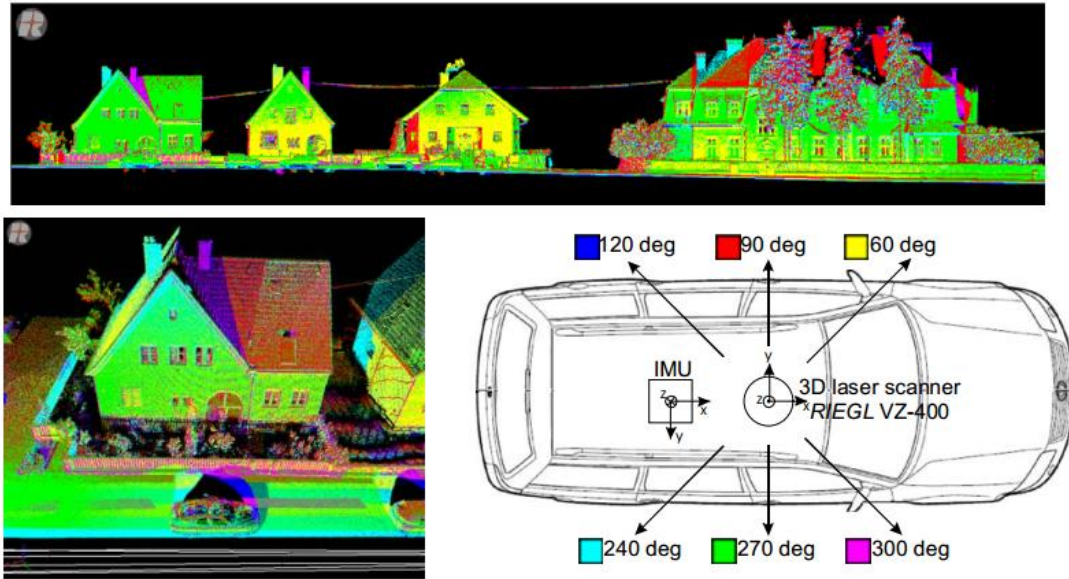 120 deg
90 deg
60 deg
IMU
z
x
y
y
z
x
3D laser scanner
RIEGL VZ-400
240 deg
270 deg
300 deg